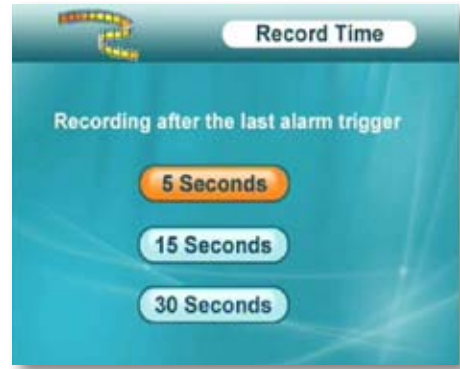 Record Time
Recording after the last alarm trigger
5 Seconds
15 Seconds
30 Seconds